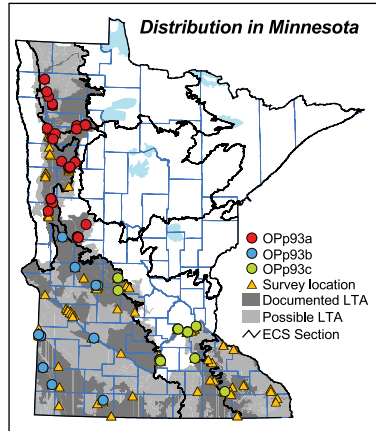 Distribution in Minnesota
OPp93a
OPp93b
OPp93c
Survey location
Documented LTA
Possible LTA
ECS Section